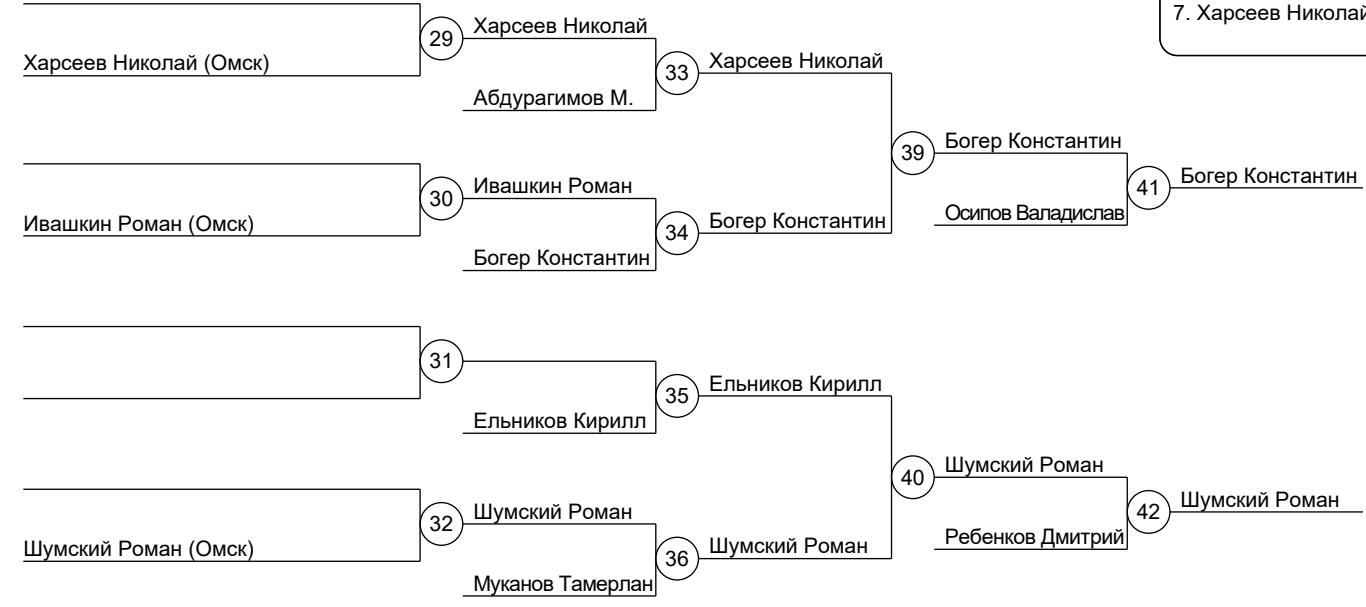 7. Харсеев Николай
Харсеев Николай (Омск)
29
Харсеев Николай
Абдурагимов М.
33
Харсеев Николай
Ивашкин Роман (Омск)
30
Ивашкин Роман
Богер Константин
34
Богер Константин
39
Богер Константин
Осипов Валадислав
41
Богер Константин
31
Ельников Кирилл
35
Ельников Кирилл
Шумский Роман (Омск)
32
Шумский Роман
Муканов Тамерлан
36
Шумский Роман
40
Шумский Роман
Ребенков Дмитрий
42
Шумский Роман